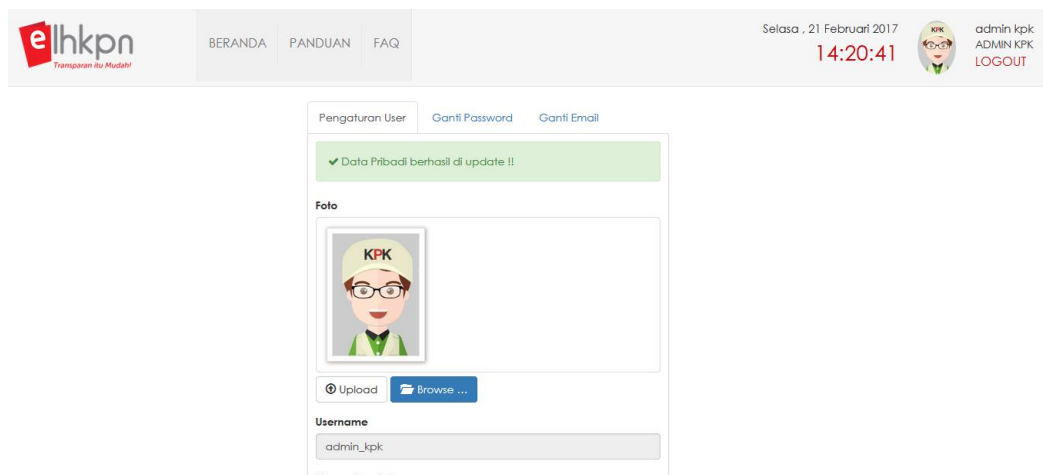 elhkpn
Transparan itu Mudah!
BERANDA PANDUAN FAQ
Selasa , 21 Februari 2017
14:20:41
KPK
admin kpk
ADMIN KPK
LOGOUT
Pengaturan User Ganti Password Ganti Email
Data Pribadi berhasil di update !!
Foto
KPK
Upload Browse ...
Username
admin_kpk